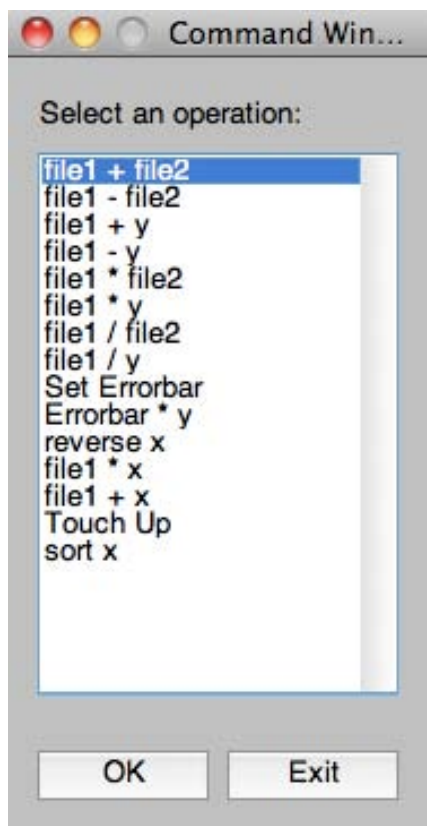 Command Win...
Select an operation:
file1 + file2
file1 - file2
file1 + y
file1 - y
file1 * file2
file1 * y
file1 / file2
file1 / y
Set Errorbar
Errorbar * y
reverse x
file1 * x
file1 + x
Touch Up
sort x
OK Exit